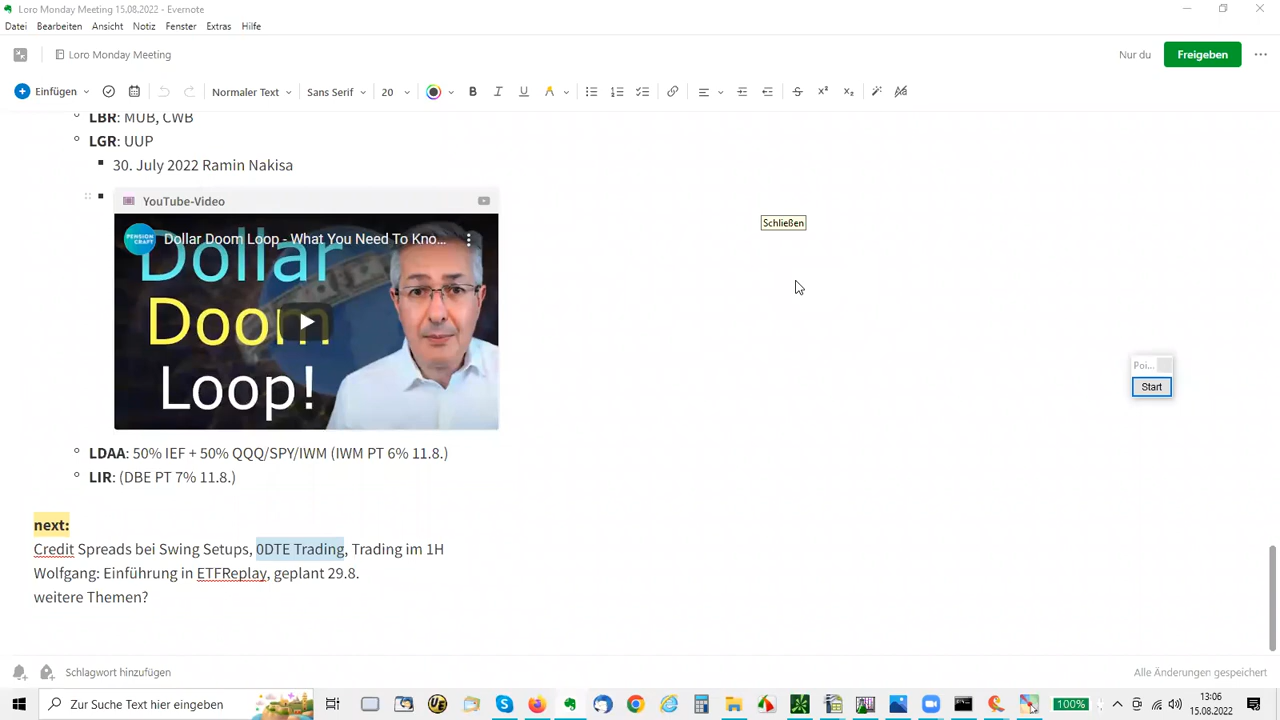 Loro Monday Meeting 15.08.2022 - Evernote
Datei Bearbeiten Ansicht Notiz Fenster Extras Hilfe
Loro Monday Meeting Nur du Freigeben
Einfügen Normaler Text Sans Serif 20 B I U A
LBR: MUB, CWB
LGR: UUP
30. July 2022 Ramin Nakisa
YouTube-Video
PENSION CRAFT
Dollar Doom Loop - What You Need To Kno...
Dollar
Doom
Loop!
Schließen
Poi...
Start
LDAA: 50% IEF + 50% QQQ/SPY/IWM (IWM PT 6% 11.8.)
LIR: (DBE PT 7% 11.8.)
next:
Credit Spreads bei Swing Setups, 0DTE Trading, Trading im 1H
Wolfgang: Einführung in ETFReplay, geplant 29.8.
weitere Themen?
Schlagwort hinzufügen Alle Änderungen gespeichert
Zur Suche Text hier eingeben 100% 13:06
15.08.2022